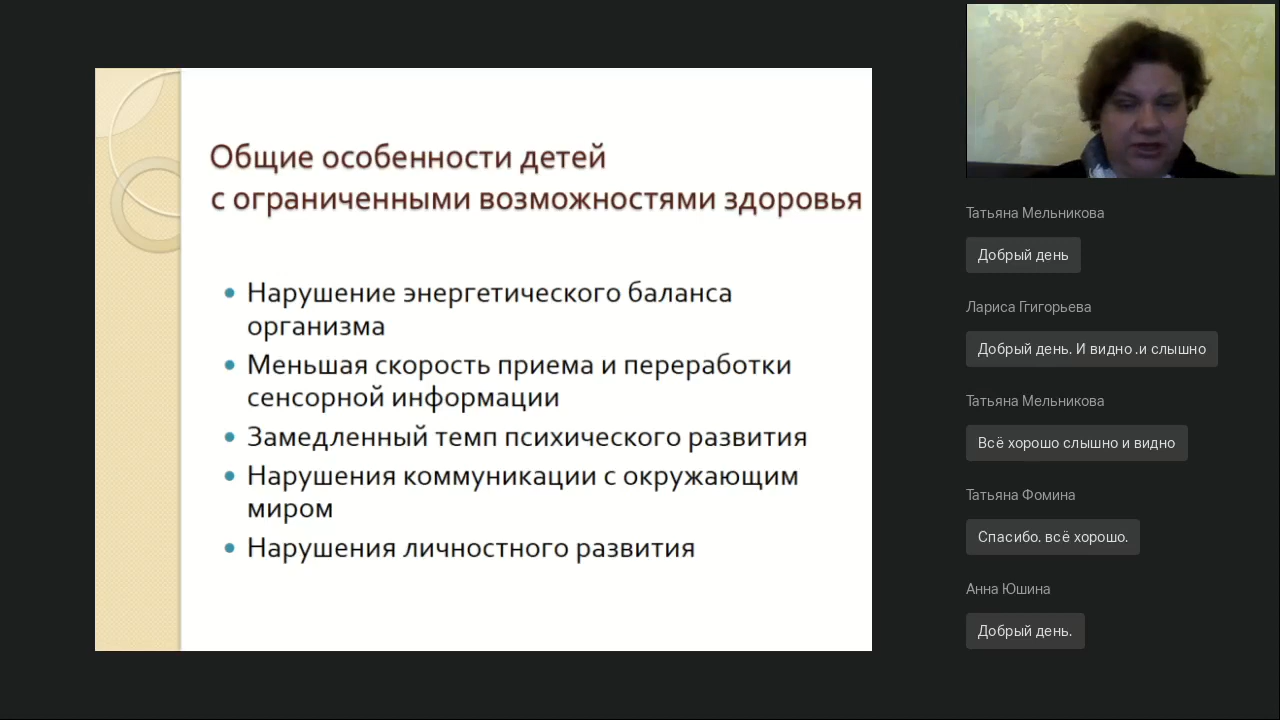 Общие особенности детей
с ограниченными возможностями здоровья
Нарушение энергетического баланса
организма
Меньшая скорость приема и переработки
сенсорной информации
Замедленный темп психического развития
Нарушения коммуникации с окружающим
миром
Нарушения личностного развития
Татьяна Мельникова
Добрый день
Лариса Ггигорьева
Добрый день. И видно .и слышно
Татьяна Мельникова
Всё хорошо слышно и видно
Татьяна Фомина
Спасибо. всё хорошо.
Анна Юшина
Добрый день.